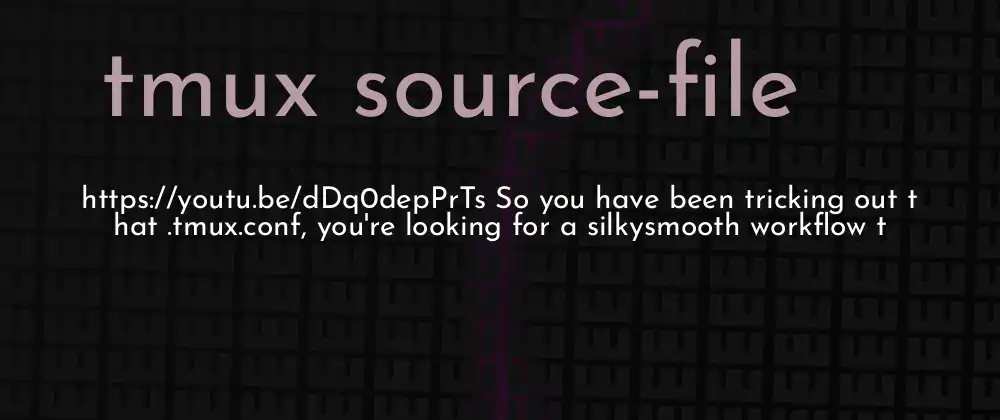 tmux source-file
https://youtu.be/dDq0depPrTs So you have been tricking out t
hat .tmux.conf, you're looking for a silkysmooth workflow t